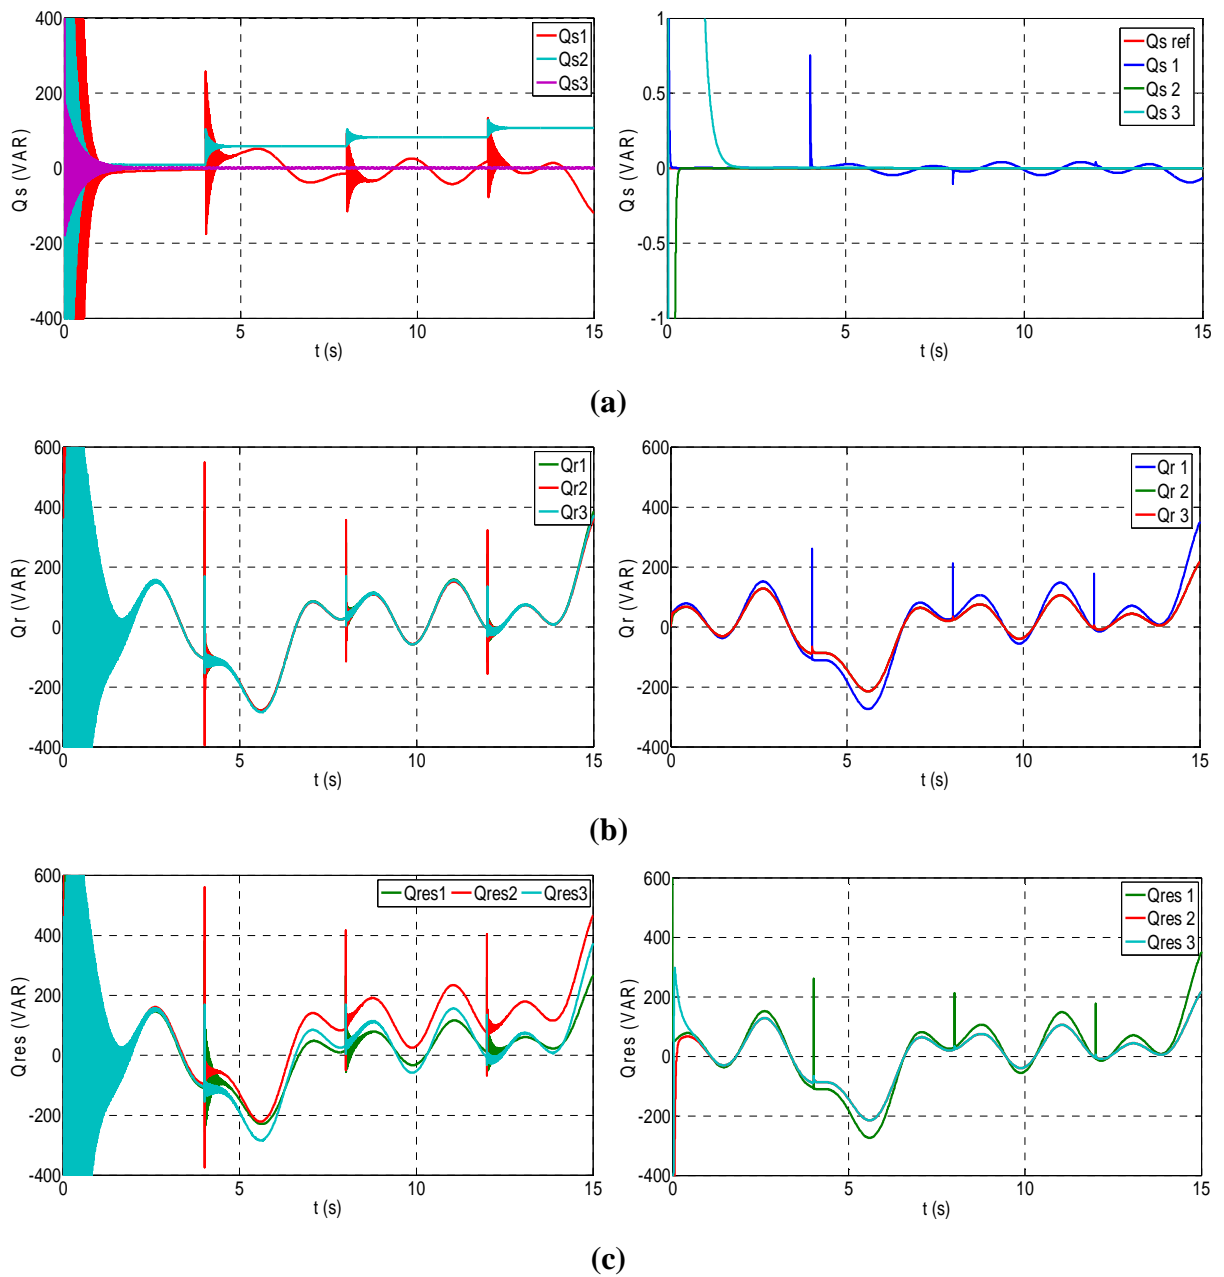 400
200
0
-200
-400
Qs (VAR)
0
5
10
15
t (s)
Qs1
Qs2
Qs3
1
0.5
0
-0.5
-1
Qs (VAR)
0
5
10
15
t (s)
Qs ref
Qs 1
Qs 2
Qs 3
(a)
600
400
200
0
-200
-400
Qr (VAR)
0
5
10
15
t (s)
Qr1
Qr2
Qr3
600
400
200
0
-200
-400
Qr (VAR)
0
5
10
15
t (s)
Qr 1
Qr 2
Qr 3
(b)
600
400
200
0
-200
-400
Qres (VAR)
0
5
10
15
t (s)
Qres1 Qres2 Qres3
600
400
200
0
-200
-400
Qres (VAR)
0
5
10
15
t (s)
Qres 1
Qres 2
Qres 3
(c)